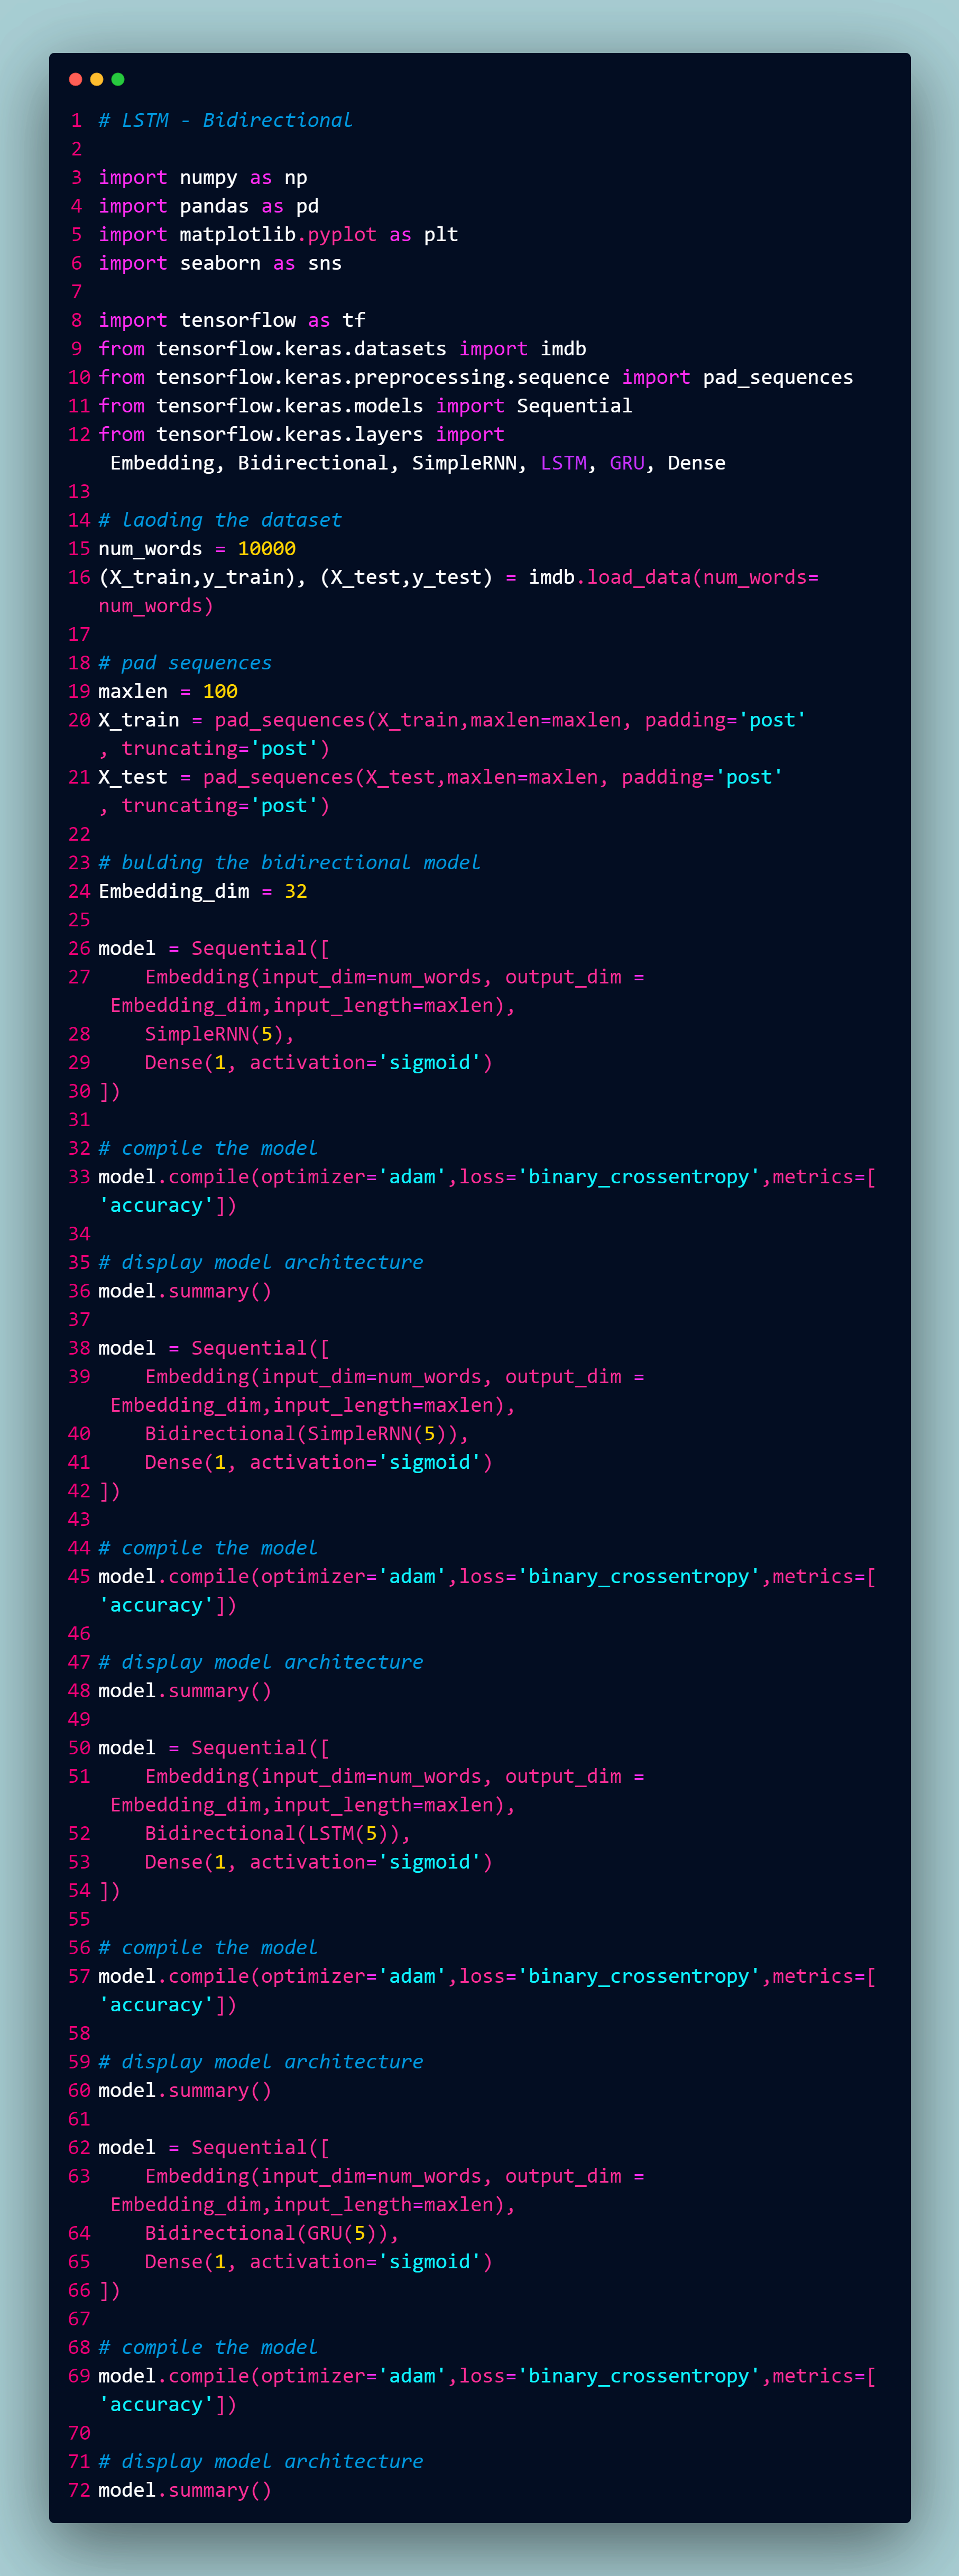 1 # LSTM - Bidirectional
2
3 import numpy as np
4 import pandas as pd
5 import matplotlib.pyplot as plt
6 import seaborn as sns
7
8 import tensorflow as tf
9 from tensorflow.keras.datasets import imdb
10 from tensorflow.keras.preprocessing.sequence import pad_sequences
11 from tensorflow.keras.models import Sequential
12 from tensorflow.keras.layers import
 Embedding, Bidirectional, SimpleRNN, LSTM, GRU, Dense
13
14 # laoding the dataset
15 num_words = 10000
16 (X_train,y_train), (X_test,y_test) = imdb.load_data(num_words=
num_words)
17
18 # pad sequences
19 maxlen = 100
20 X_train = pad_sequences(X_train,maxlen=maxlen, padding='post'
, truncating='post')
21 X_test = pad_sequences(X_test,maxlen=maxlen, padding='post'
, truncating='post')
22
23 # bulding the bidirectional model
24 Embedding_dim = 32
25
26 model = Sequential([
27     Embedding(input_dim=num_words, output_dim =
 Embedding_dim,input_length=maxlen),
28     SimpleRNN(5),
29     Dense(1, activation='sigmoid')
30 ])
31
32 # compile the model
33 model.compile(optimizer='adam',loss='binary_crossentropy',metrics=[
'accuracy'])
34
35 # display model architecture
36 model.summary()
37
38 model = Sequential([
39     Embedding(input_dim=num_words, output_dim =
 Embedding_dim,input_length=maxlen),
40     Bidirectional(SimpleRNN(5)),
41     Dense(1, activation='sigmoid')
42 ])
43
44 # compile the model
45 model.compile(optimizer='adam',loss='binary_crossentropy',metrics=[
'accuracy'])
46
47 # display model architecture
48 model.summary()
49
50 model = Sequential([
51     Embedding(input_dim=num_words, output_dim =
 Embedding_dim,input_length=maxlen),
52     Bidirectional(LSTM(5)),
53     Dense(1, activation='sigmoid')
54 ])
55
56 # compile the model
57 model.compile(optimizer='adam',loss='binary_crossentropy',metrics=[
'accuracy'])
58
59 # display model architecture
60 model.summary()
61
62 model = Sequential([
63     Embedding(input_dim=num_words, output_dim =
 Embedding_dim,input_length=maxlen),
64     Bidirectional(GRU(5)),
65     Dense(1, activation='sigmoid')
66 ])
67
68 # compile the model
69 model.compile(optimizer='adam',loss='binary_crossentropy',metrics=[
'accuracy'])
70
71 # display model architecture
72 model.summary()